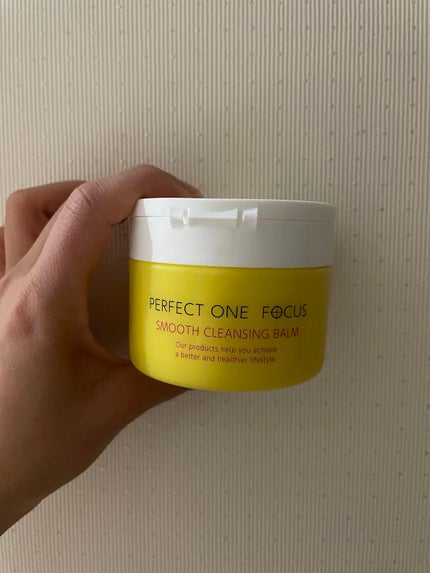 PERFECT ONE FOCUS
SMOOTH CLEANSING BALM
Our products help you achieve
a better and healthier lifestyle.